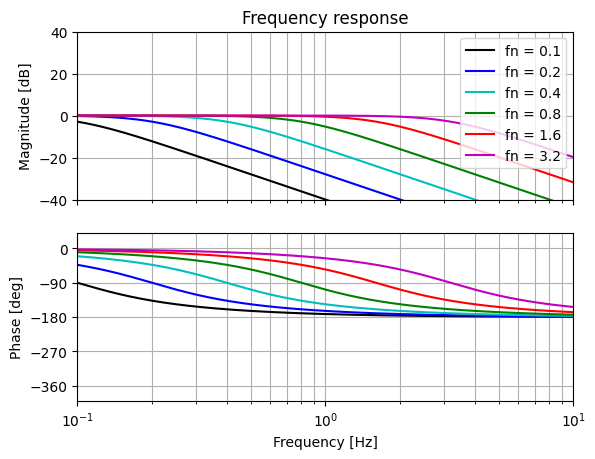 Frequency response
Magnitude [dB]
40
20
0
−20
−40
fn = 0.1
fn = 0.2
fn = 0.4
fn = 0.8
fn = 1.6
fn = 3.2
Phase [deg]
0
−90
−180
−270
−360
10⁻¹
10⁰
10¹
Frequency [Hz]